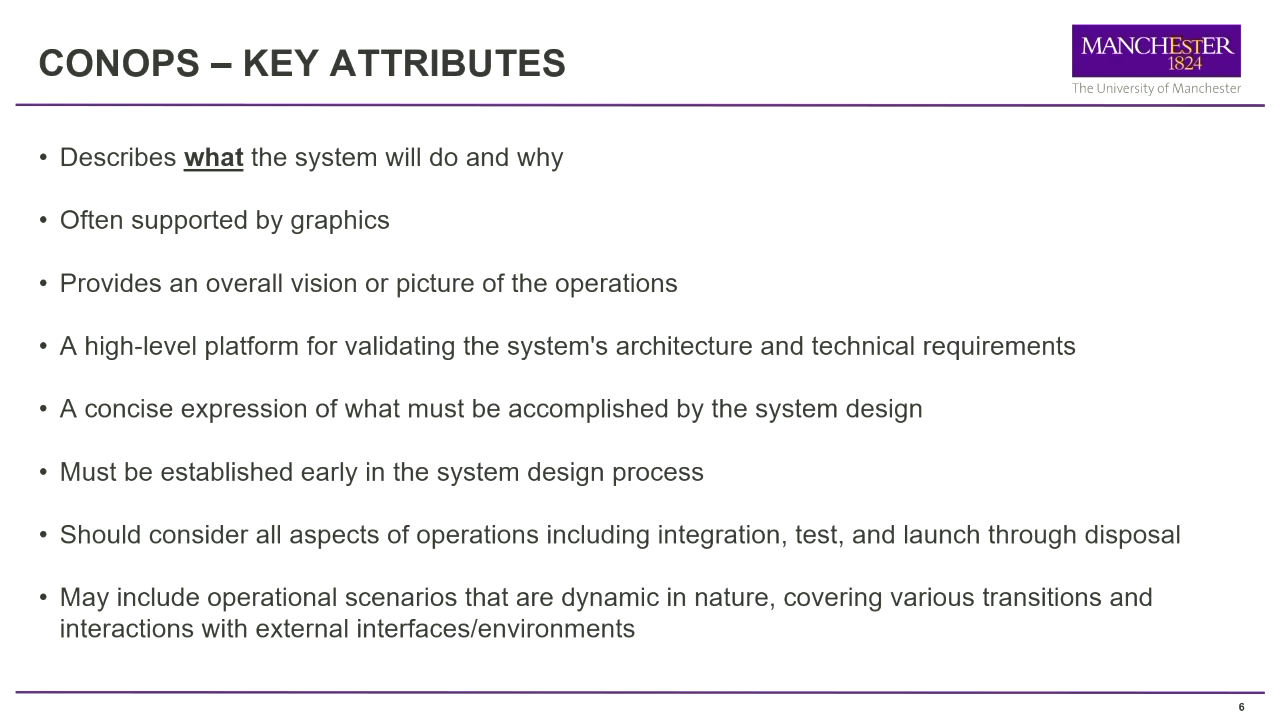 CONOPS – KEY ATTRIBUTES
MANCHESTER
1824
The University of Manchester
• Describes what the system will do and why
• Often supported by graphics
• Provides an overall vision or picture of the operations
• A high-level platform for validating the system's architecture and technical requirements
• A concise expression of what must be accomplished by the system design
• Must be established early in the system design process
• Should consider all aspects of operations including integration, test, and launch through disposal
• May include operational scenarios that are dynamic in nature, covering various transitions and
interactions with external interfaces/environments
6